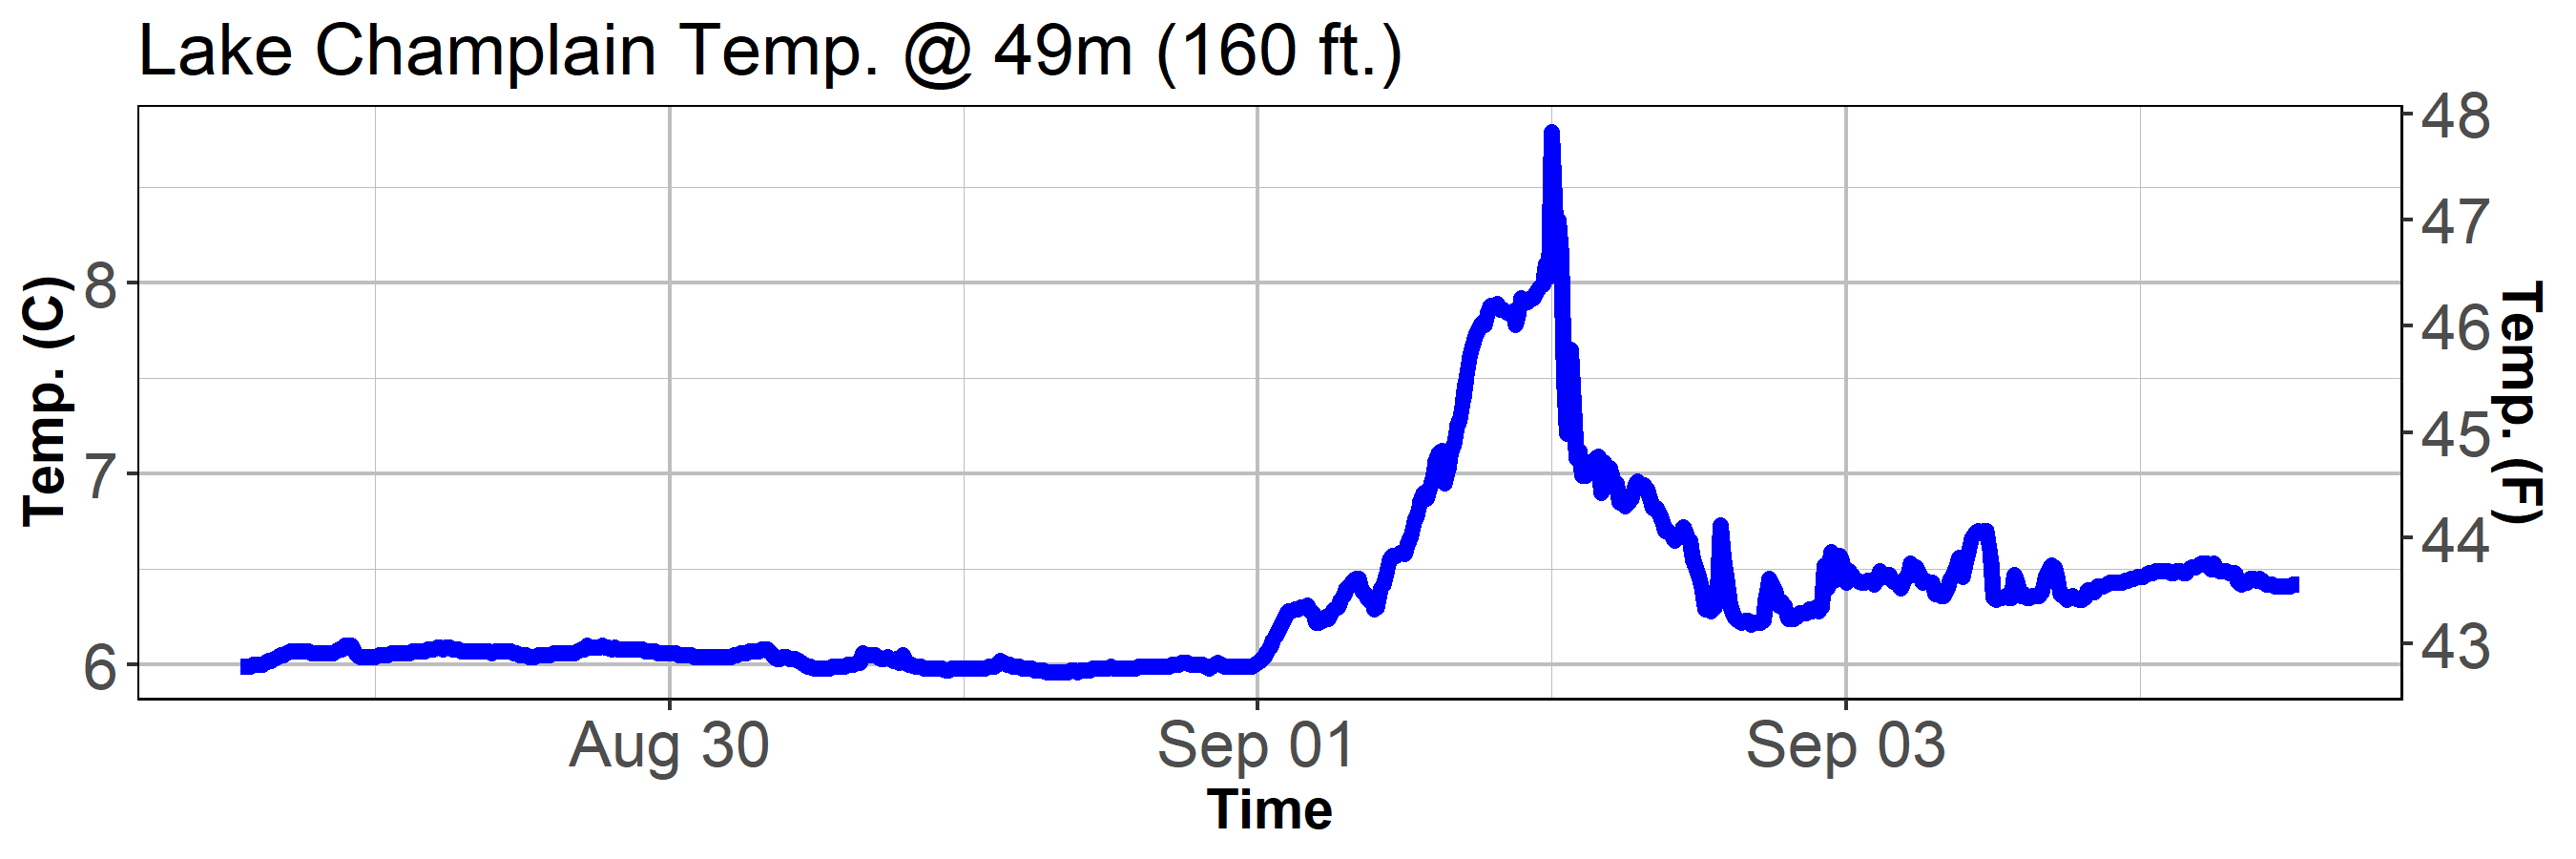 Lake Champlain Temp. @ 49m (160 ft.)
Temp. (C)
8
7
6
48
47
46
45
44
43
Temp. (F)
Aug 30
Sep 01
Sep 03
Time